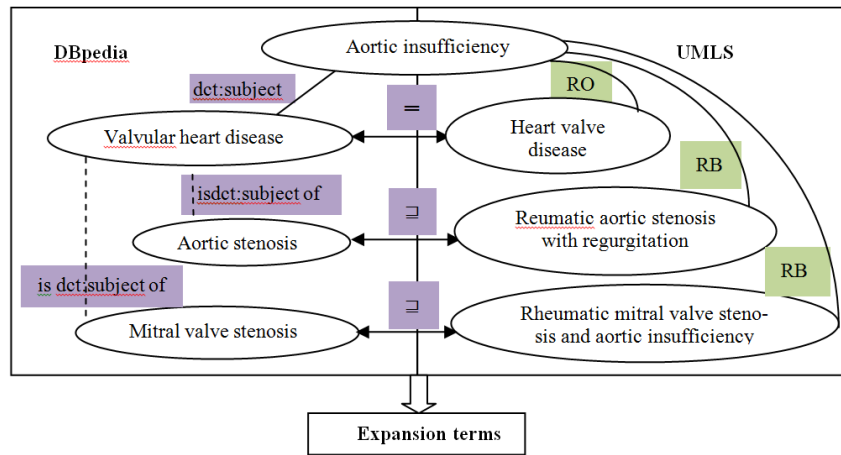 DBpedia
Aortic insufficiency
UMLS
dct:subject
RO
=
Valvular heart disease
Heart valve
disease
RB
isdct:subject of
⊒
Aortic stenosis
Reumatic aortic stenosis
with regurgitation
RB
is dct:subject of
⊒
Mitral valve stenosis
Rheumatic mitral valve steno-
sis and aortic insufficiency
Expansion terms